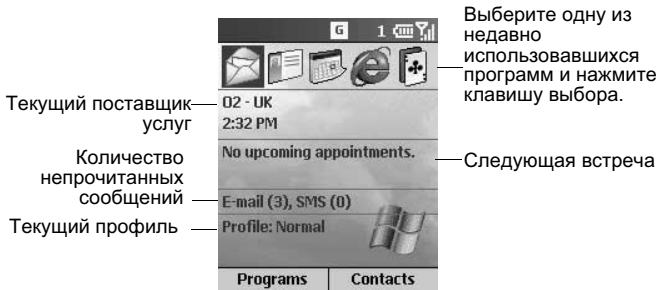 G 1
Выберите одну из
недавно
использовавшихся
программ и нажмите
клавишу выбора.
Текущий поставщик
услуг
O2 - UK
2:32 PM
Количество
непрочитанных
сообщений
No upcoming appointments.
Следующая встреча
E-mail (3), SMS (0)
Текущий профиль
Profile: Normal
Programs Contacts